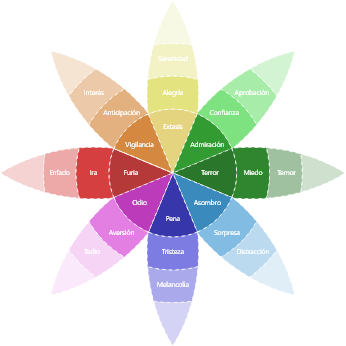 Serenidad
Alegría
Éxtasis
Interés
Anticipación
Vigilancia
Aprobación
Confianza
Admiración
Enfado
Ira
Furia
Terror
Miedo
Temor
Odio
Aversión
Tedio
Asombro
Sorpresa
Distracción
Pena
Tristeza
Melancolía